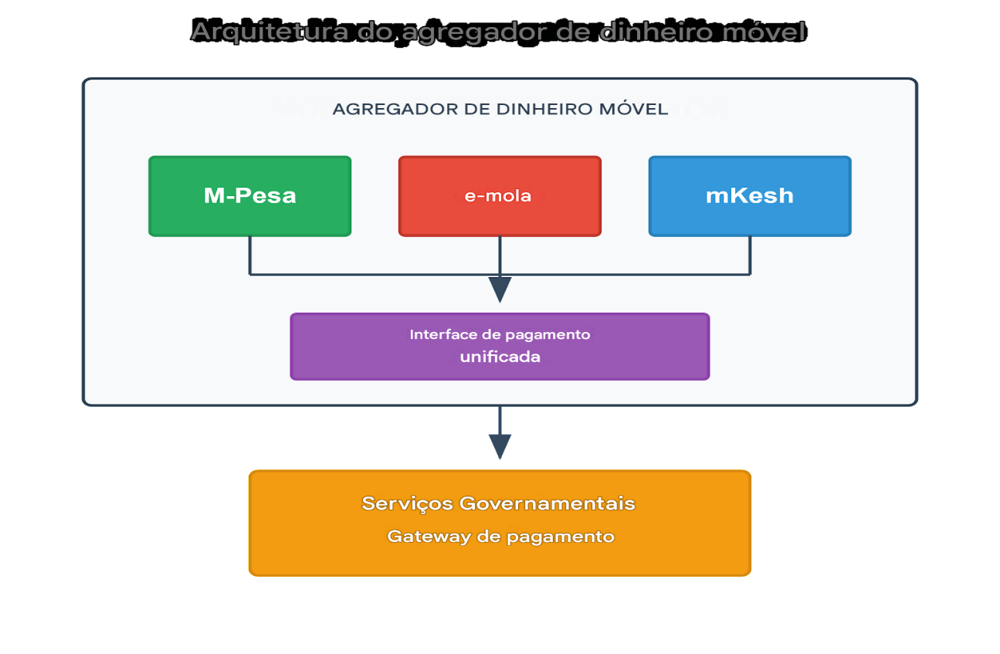 Arquitetura do agregador de dinheiro móvel
AGREGADOR DE DINHEIRO MÓVEL
M-Pesa
e-mola
mKesh
Interface de pagamento
unificada
Serviços Governamentais
Gateway de pagamento